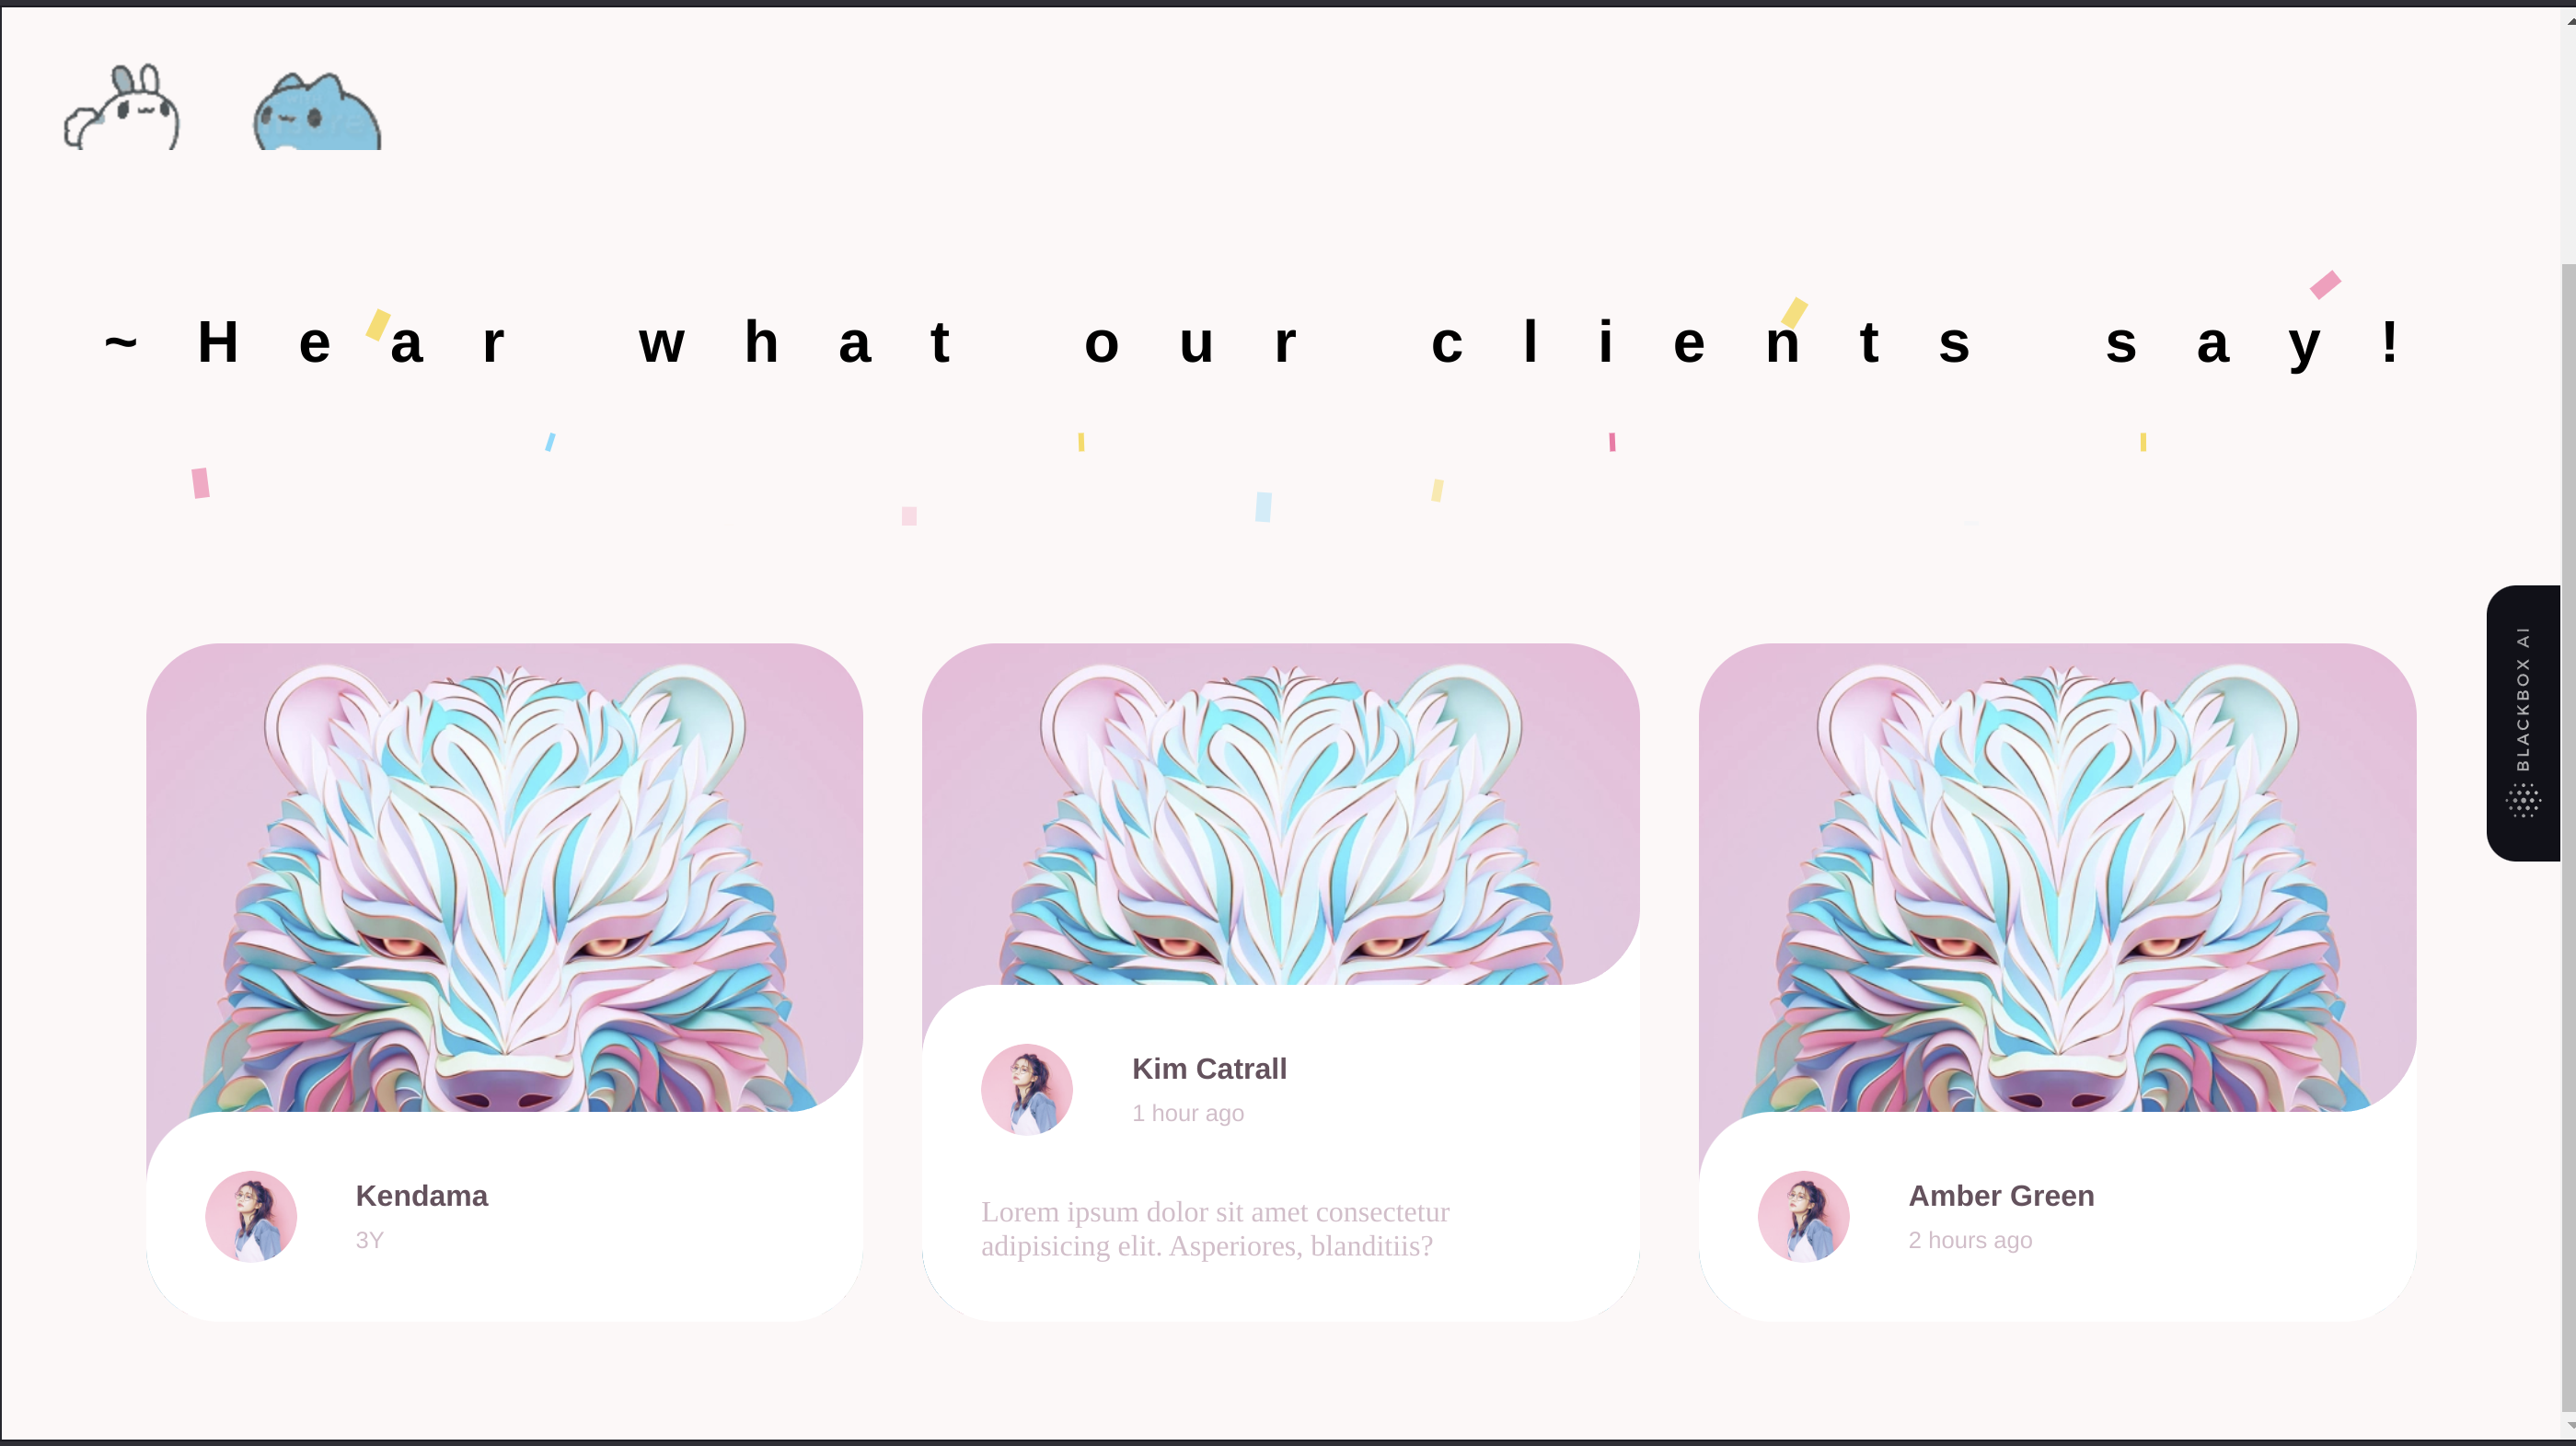 ~Hear what our clients say!
BLACKBOX AI
Kim Catrall
1 hour ago
Lorem ipsum dolor sit amet consectetur
adipisicing elit. Asperiores, blanditiis?
Kendama
3Y
Amber Green
2 hours ago